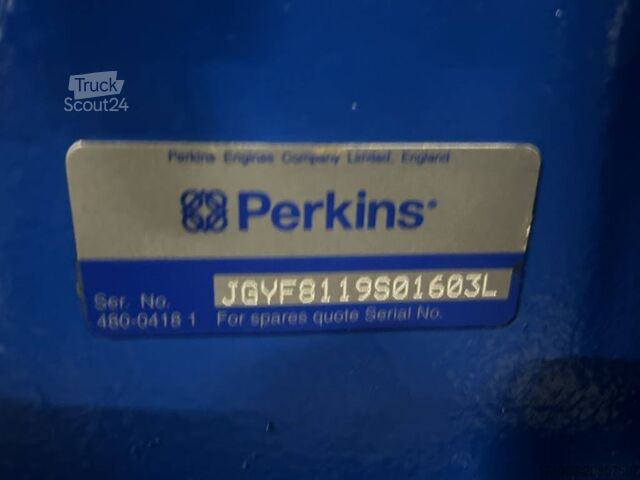 Truck
Scout24
Perkins Engines Company Limited, England
Perkins
Ser. No.
JGYF8119S01603L
480-0418 1
For spares quote Serial No.